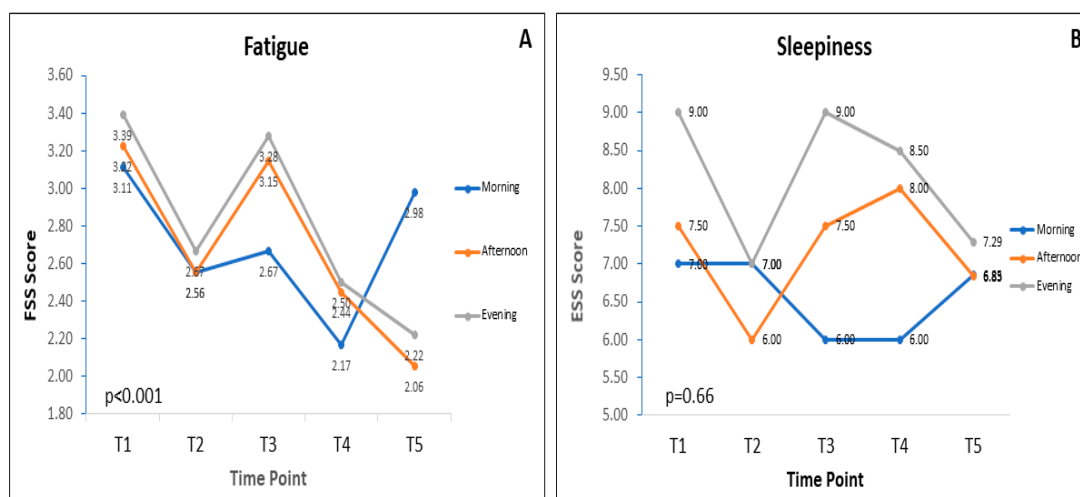 Fatigue
A
3.60
3.40
3.20
3.00
2.80
2.60
2.40
2.20
2.00
1.80
FSS Score
3.39
3.11
2.67
2.56
3.28
3.15
2.67
2.50
2.44
2.17
2.98
2.22
2.06
Morning
Afternoon
Evening
p<0.001
T1 T2 T3 T4 T5
Time Point
Sleepiness
B
9.50
9.00
8.50
8.00
7.50
7.00
6.50
6.00
5.50
5.00
ESS Score
9.00
7.50
7.00
7.00
6.00
9.00
7.50
6.00
8.50
8.00
6.00
7.29
6.85
Morning
Afternoon
Evening
p=0.66
T1 T2 T3 T4 T5
Time Point